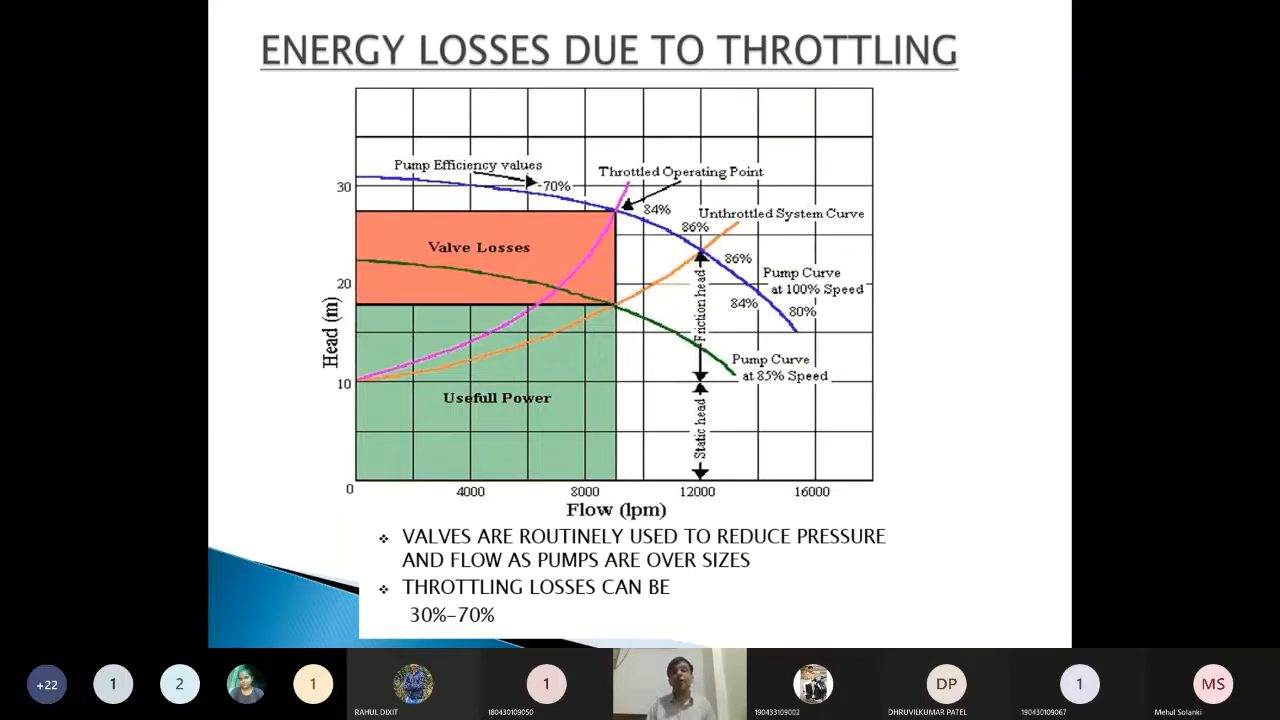 ENERGY LOSSES DUE TO THROTTLING
Pump Efficiency values
-70%
Throttled Operating Point
84%
86%
Unthrottled System Curve
86%
Pump Curve
at 100% Speed
84%
80%
Valve Losses
Friction head
Pump Curve
at 85% Speed
Usefull Power
Static head
Head (m)
30
20
10
0
4000
8000
12000
16000
Flow (lpm)
❖ VALVES ARE ROUTINELY USED TO REDUCE PRESSURE
AND FLOW AS PUMPS ARE OVER SIZES
❖ THROTTLING LOSSES CAN BE
30%-70%
+22
1
2
1
RAHUL DIXIT
1
180430109050
190433109002
DP
DHRUVILKUMAR PATEL
1
190430109067
MS
Mehul Solanki